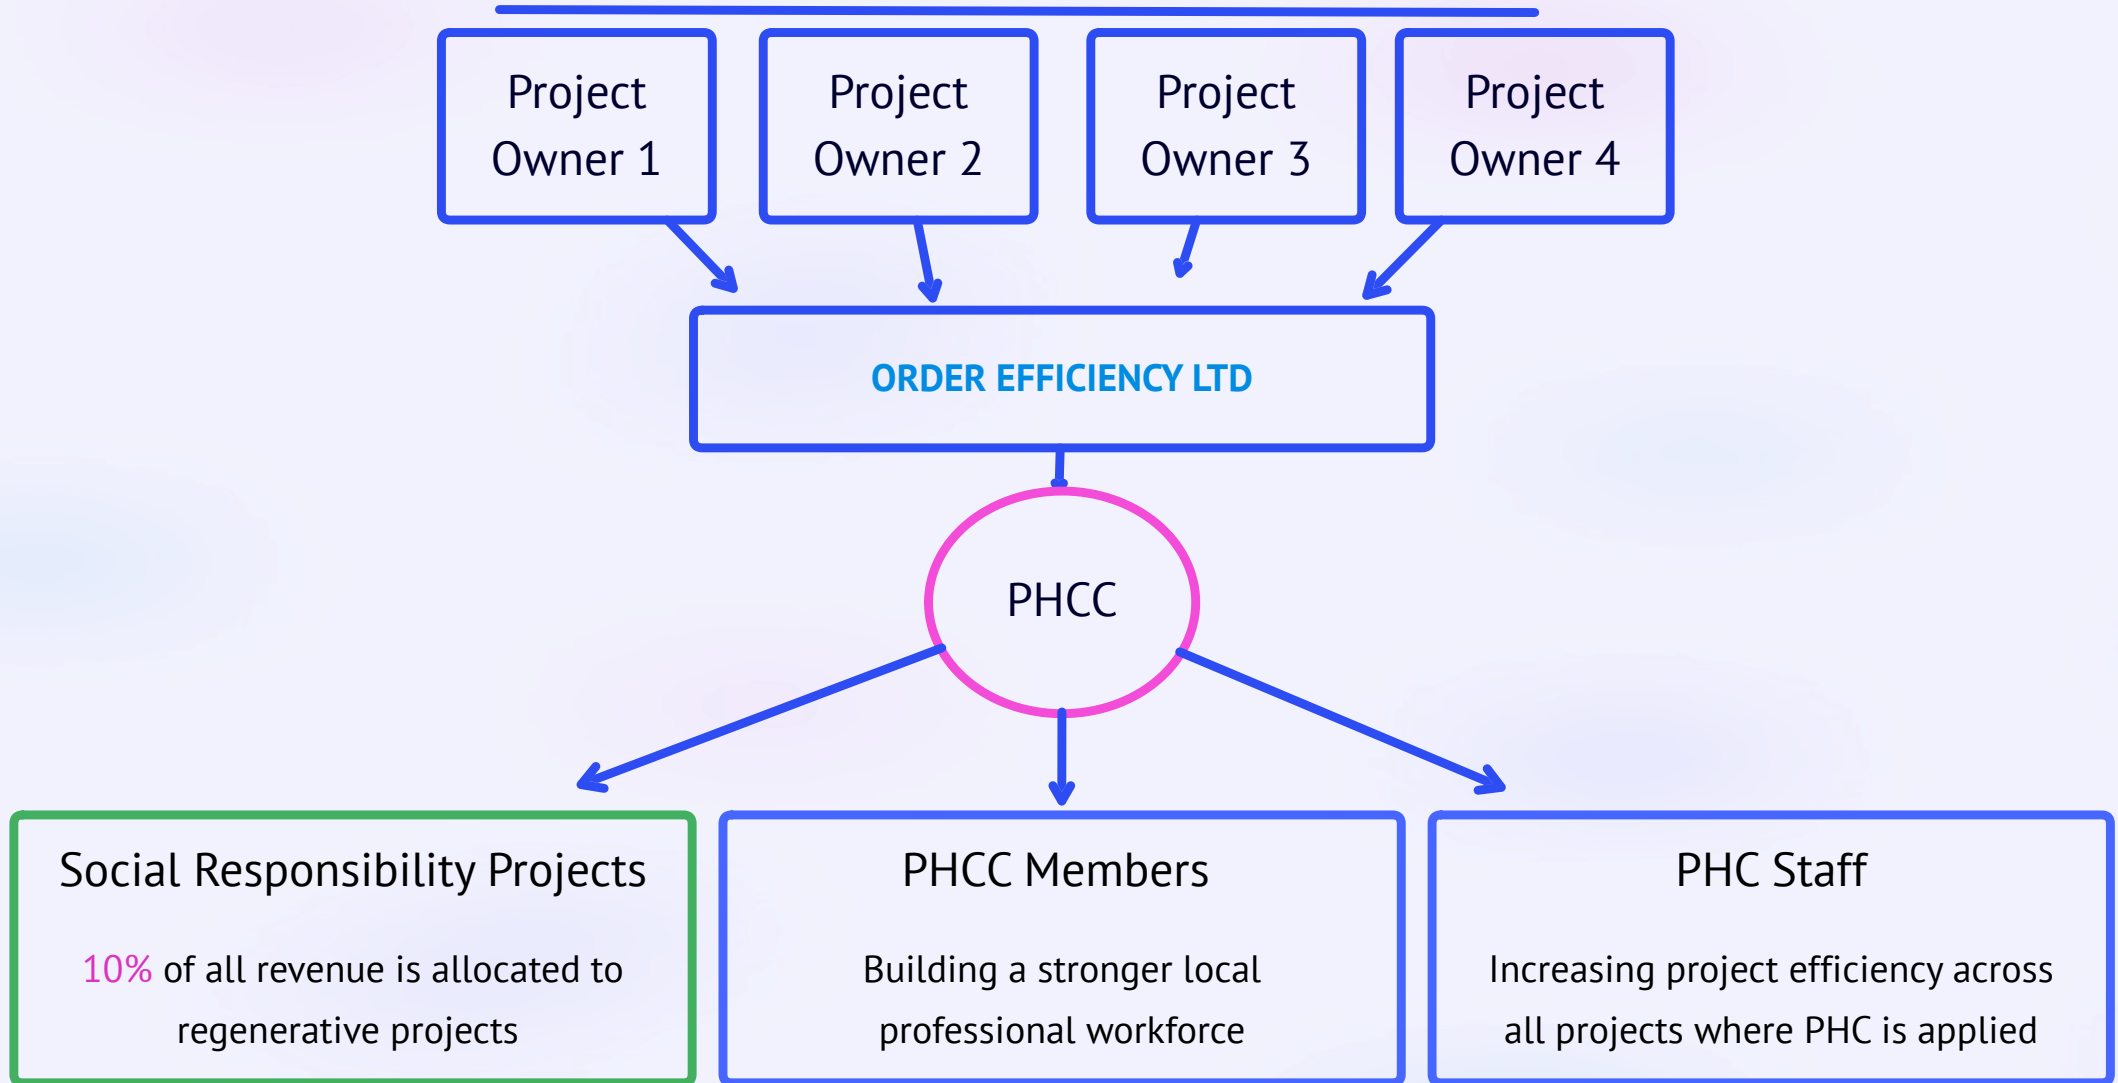 Project
Owner 1
Project
Owner 2
Project
Owner 3
Project
Owner 4
ORDER EFFICIENCY LTD
PHCC
Social Responsibility Projects
10% of all revenue is allocated to
regenerative projects
PHCC Members
Building a stronger local
professional workforce
PHC Staff
Increasing project efficiency across
all projects where PHC is applied